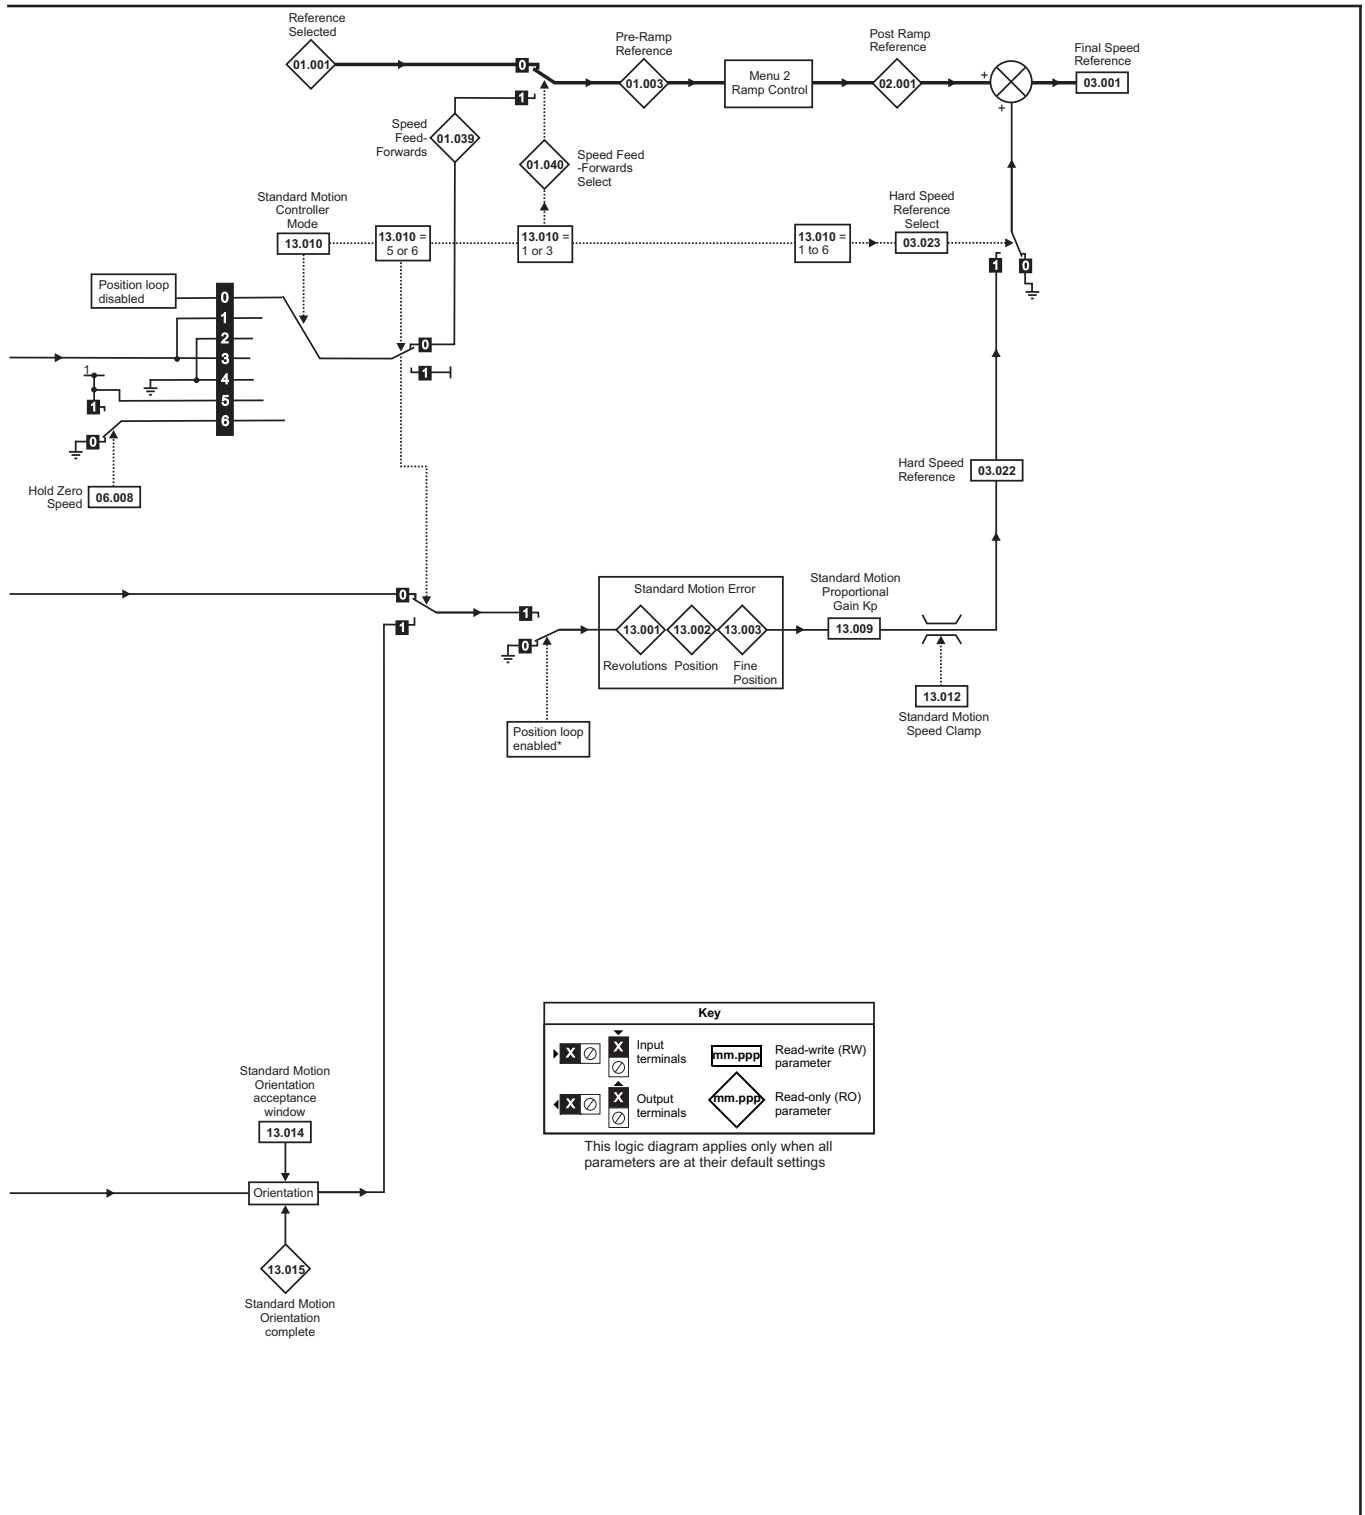 Reference
Selected
01.001
0
1
Pre-Ramp
Reference
01.003
Menu 2
Ramp Control
Post Ramp
Reference
02.001
+
+
Final Speed
Reference
03.001
Speed
Feed-
Forwards
01.039
01.040
Speed Feed
-Forwards
Select
Standard Motion
Controller
Mode
13.010
13.010 =
5 or 6
13.010 =
1 or 3
13.010 =
1 to 6
Hard Speed
Reference
Select
03.023
1
0
Position loop
disabled
0
1
2
3
4
5
6
0
1
1
1
0
Hold Zero
Speed
06.008
Hard Speed
Reference
03.022
0
1
1
0
Position loop
enabled*
Standard Motion Error
13.001
13.002
13.003
Revolutions
Position
Fine
Position
Standard Motion
Proportional
Gain Kp
13.009
13.012
Standard Motion
Speed Clamp
Standard Motion
Orientation
acceptance
window
13.014
Orientation
13.015
Standard Motion
Orientation
complete
Key
X
X
Input
terminals
mm.ppp
Read-write (RW)
parameter
X
X
Output
terminals
mm.ppp
Read-only (RO)
parameter
This logic diagram applies only when all
parameters are at their default settings